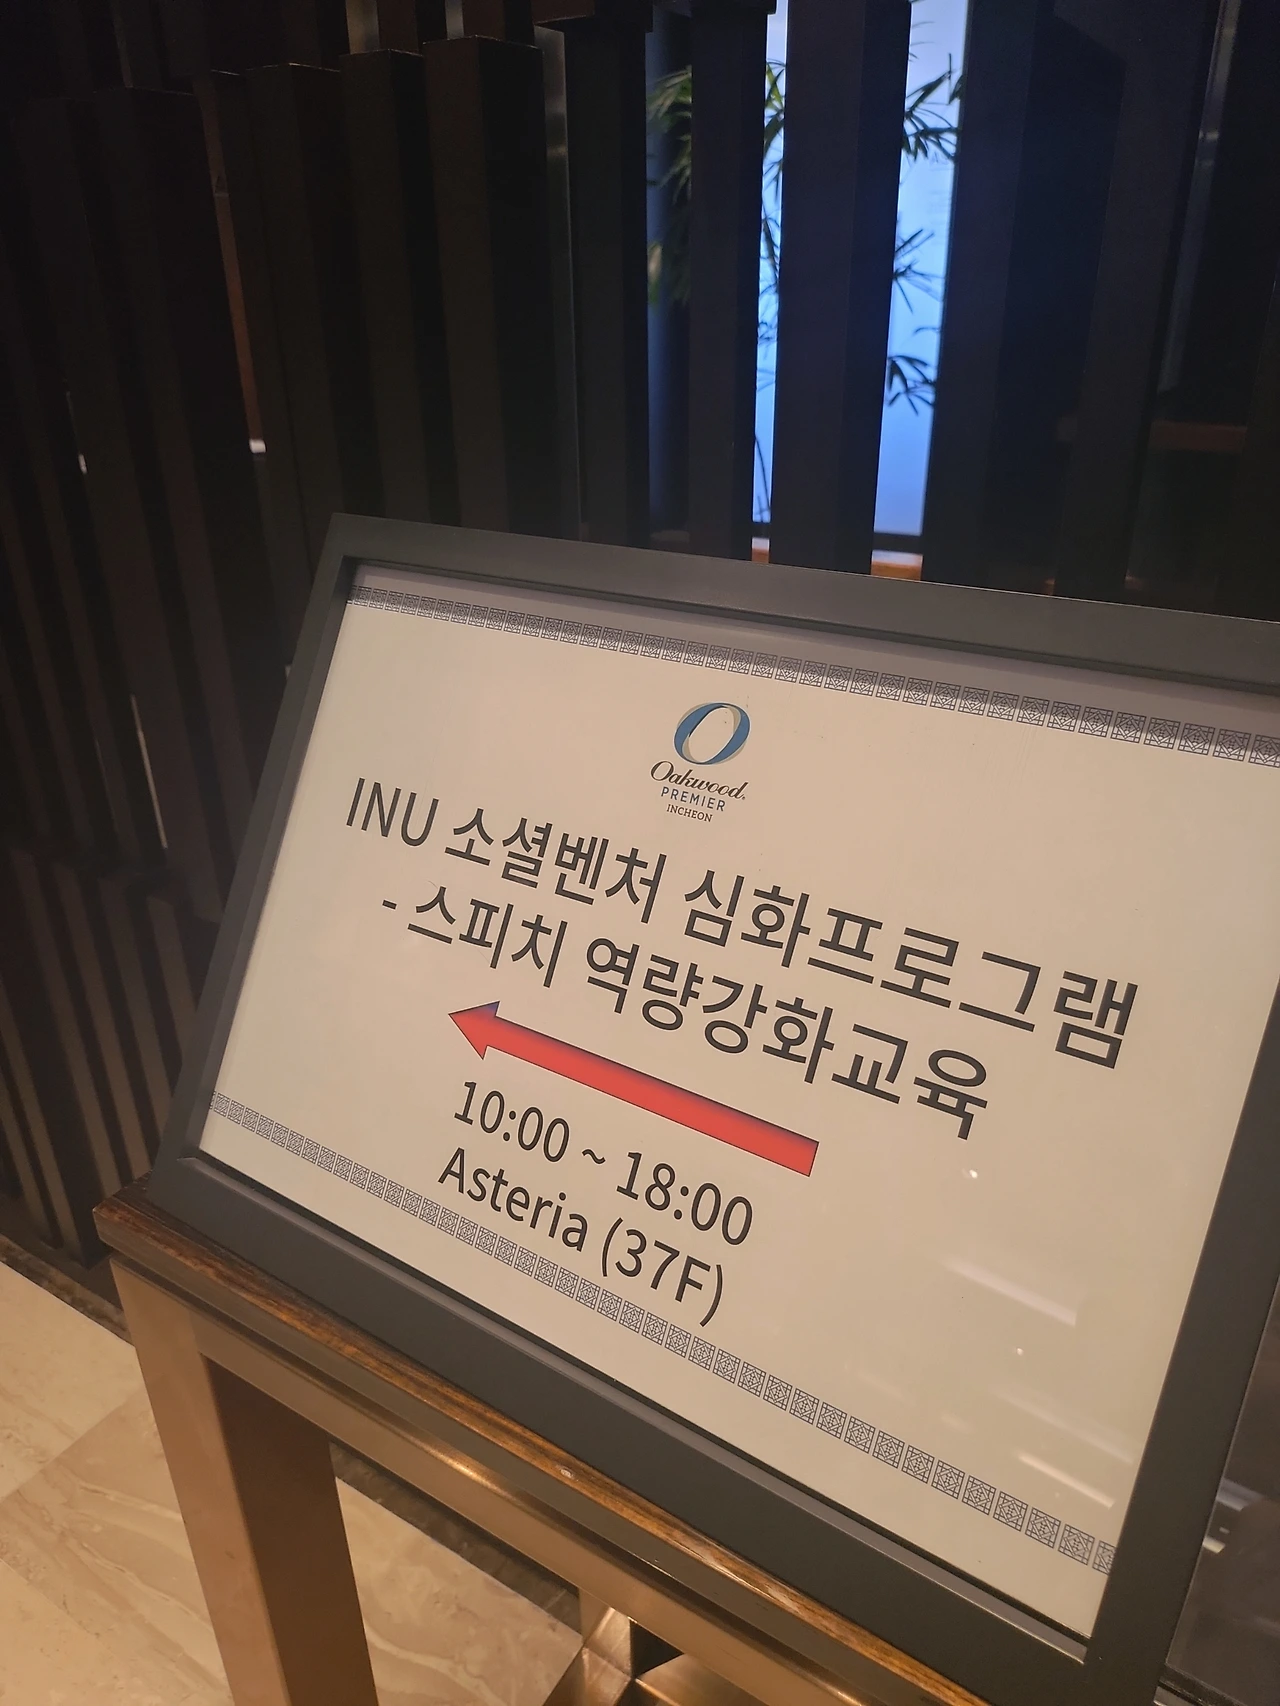 Oakwood
PREMIER
INCHEON
INU 소셜벤처 심화프로그램
- 스피치 역량강화교육
10:00 ~ 18:00
Asteria (37F)